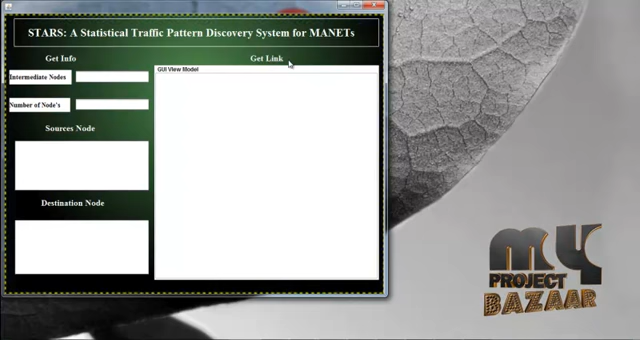 STARS: A Statistical Traffic Pattern Discovery System for MANETs
Get Info
Get Link
Intermediate Nodes
GUI View Model
Number of Node's
Sources Node
Destination Node
MY
PROJECT
BAZAAR